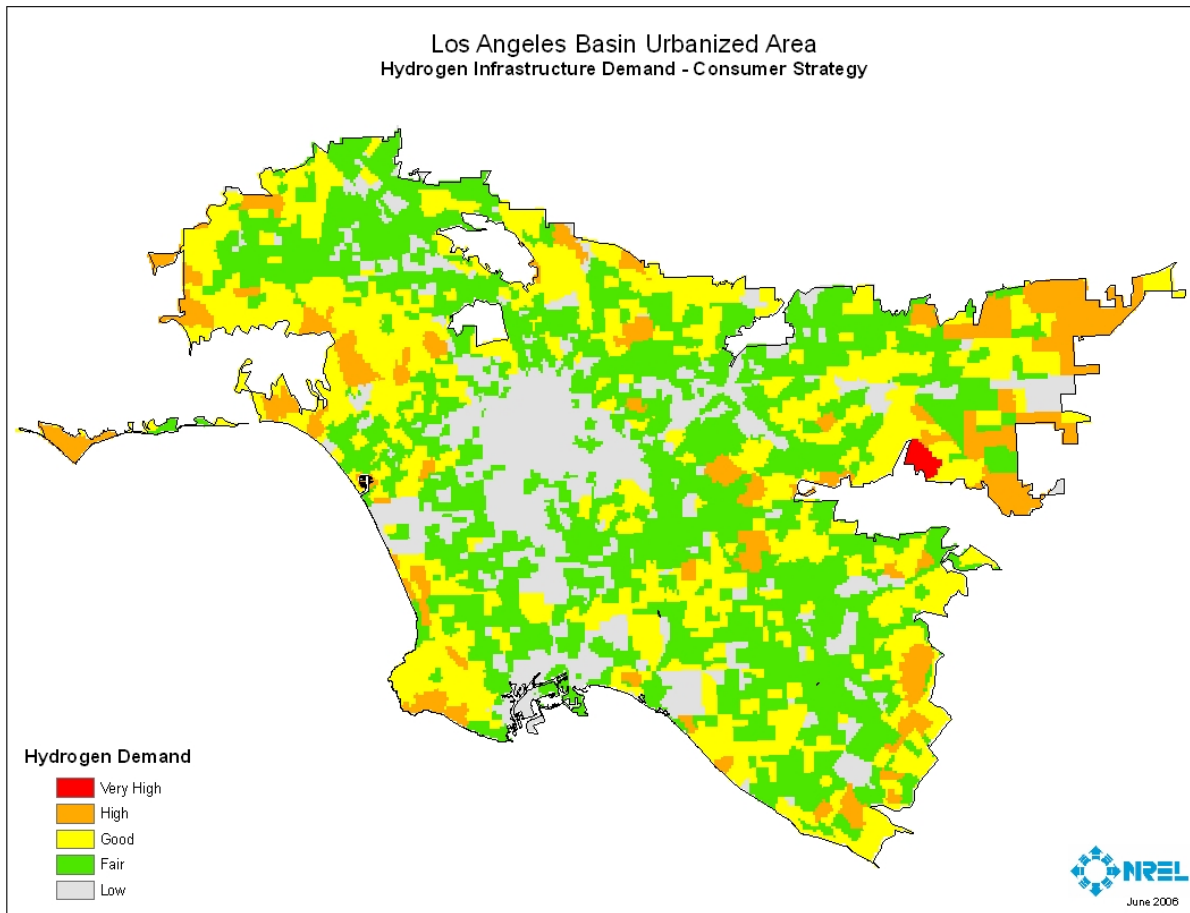 Los Angeles Basin Urbanized Area
Hydrogen Infrastructure Demand - Consumer Strategy
Hydrogen Demand
Very High
High
Good
Fair
Low
NREL
June 2006